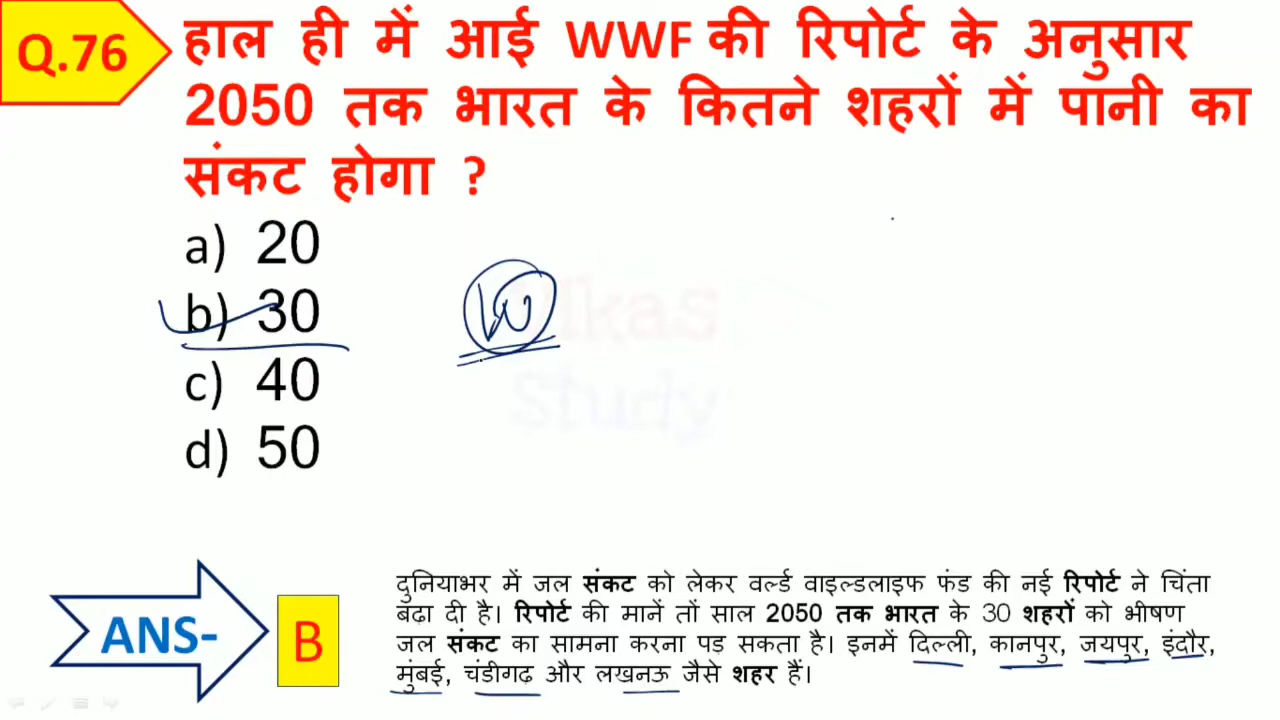 Q.76
हाल ही में आई WWF की रिपोर्ट के अनुसार
2050 तक भारत के कितने शहरों में पानी का
संकट होगा ?
a) 20
b) 30
c) 40
d) 50
Study
ANS-
B
दुनियाभर में जल संकट को लेकर वर्ल्ड वाइल्डलाइफ फंड की नई रिपोर्ट ने चिंता
बढ़ा दी है। रिपोर्ट की मानें तों साल 2050 तक भारत के 30 शहरों को भीषण
जल संकट का सामना करना पड़ सकता है। इनमें दिल्ली, कानपुर, जयपुर, इंदौर,
मुंबई, चंडीगढ़ और लखनऊ जैसे शहर हैं।